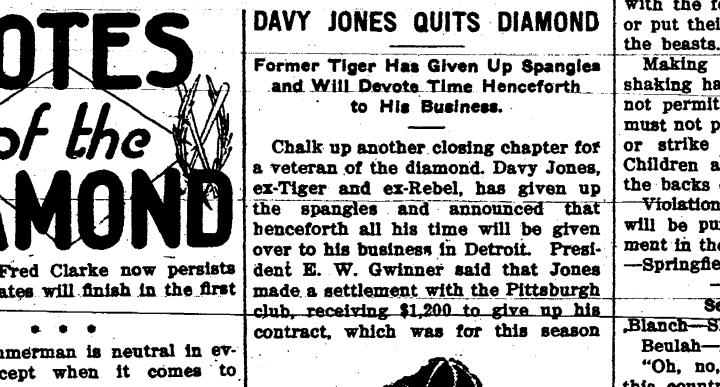 OTES
of the
AMOND
Fred Clarke now persists
ates will finish in the first
* * *
mmerman is neutral in ev-
cept when it comes to
DAVY JONES QUITS DIAMOND
Former Tiger Has Given Up Spangles
and Will Devote Time Henceforth
to His Business.
Chalk up another closing chapter for
a veteran of the diamond. Davy Jones,
ex-Tiger and ex-Rebel, has given up
the spangles and announced that
henceforth all his time will be given
over to his business in Detroit. Presi-
dent E. W. Gwinner said that Jones
made a settlement with the Pittsburgh
club, receiving $1,200 to give up his
contract, which was for this season
with the
or put thei
the beasts.
Making
shaking ha
not permit
must not p
or strike
Children a
the backs
Violation
will be pu
ment in the
—Springfie
Se
Blanch—S
Beulah—
"Oh, no,
this count